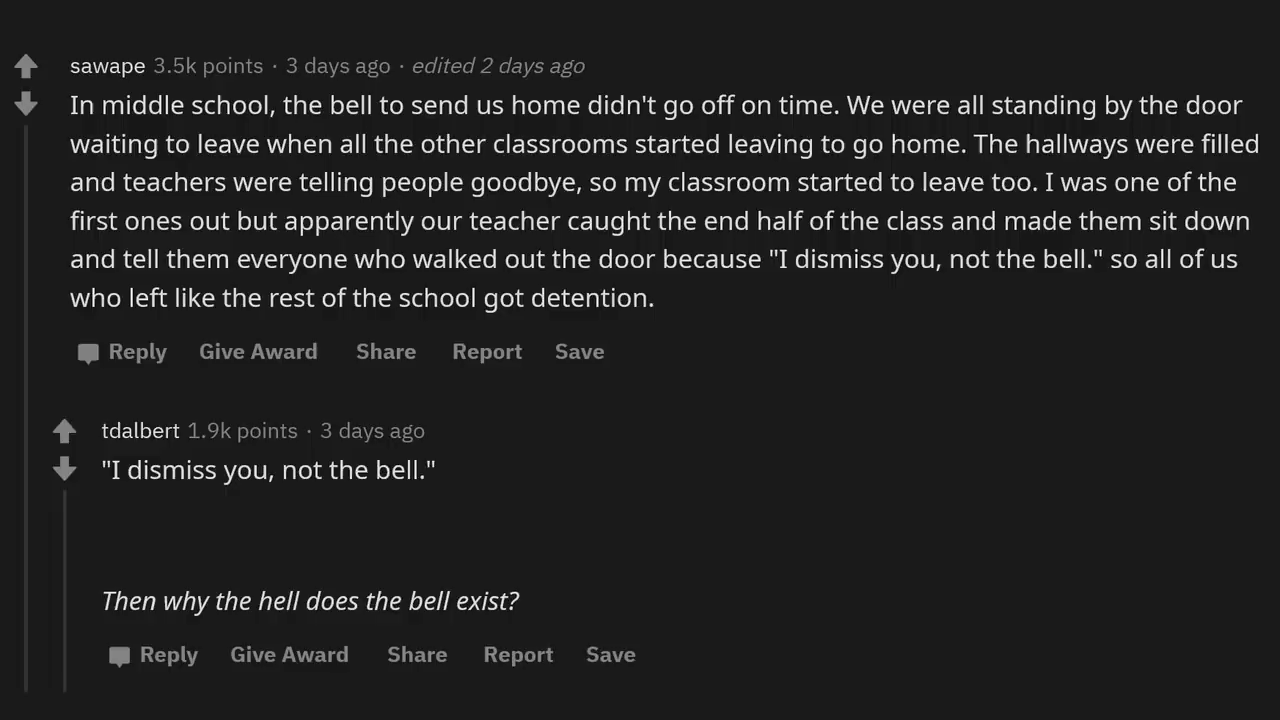 sawape 3.5k points · 3 days ago · edited 2 days ago
In middle school, the bell to send us home didn't go off on time. We were all standing by the door
waiting to leave when all the other classrooms started leaving to go home. The hallways were filled
and teachers were telling people goodbye, so my classroom started to leave too. I was one of the
first ones out but apparently our teacher caught the end half of the class and made them sit down
and tell them everyone who walked out the door because "I dismiss you, not the bell." so all of us
who left like the rest of the school got detention.
Reply Give Award Share Report Save
tdalbert 1.9k points · 3 days ago
"I dismiss you, not the bell."
Then why the hell does the bell exist?
Reply Give Award Share Report Save